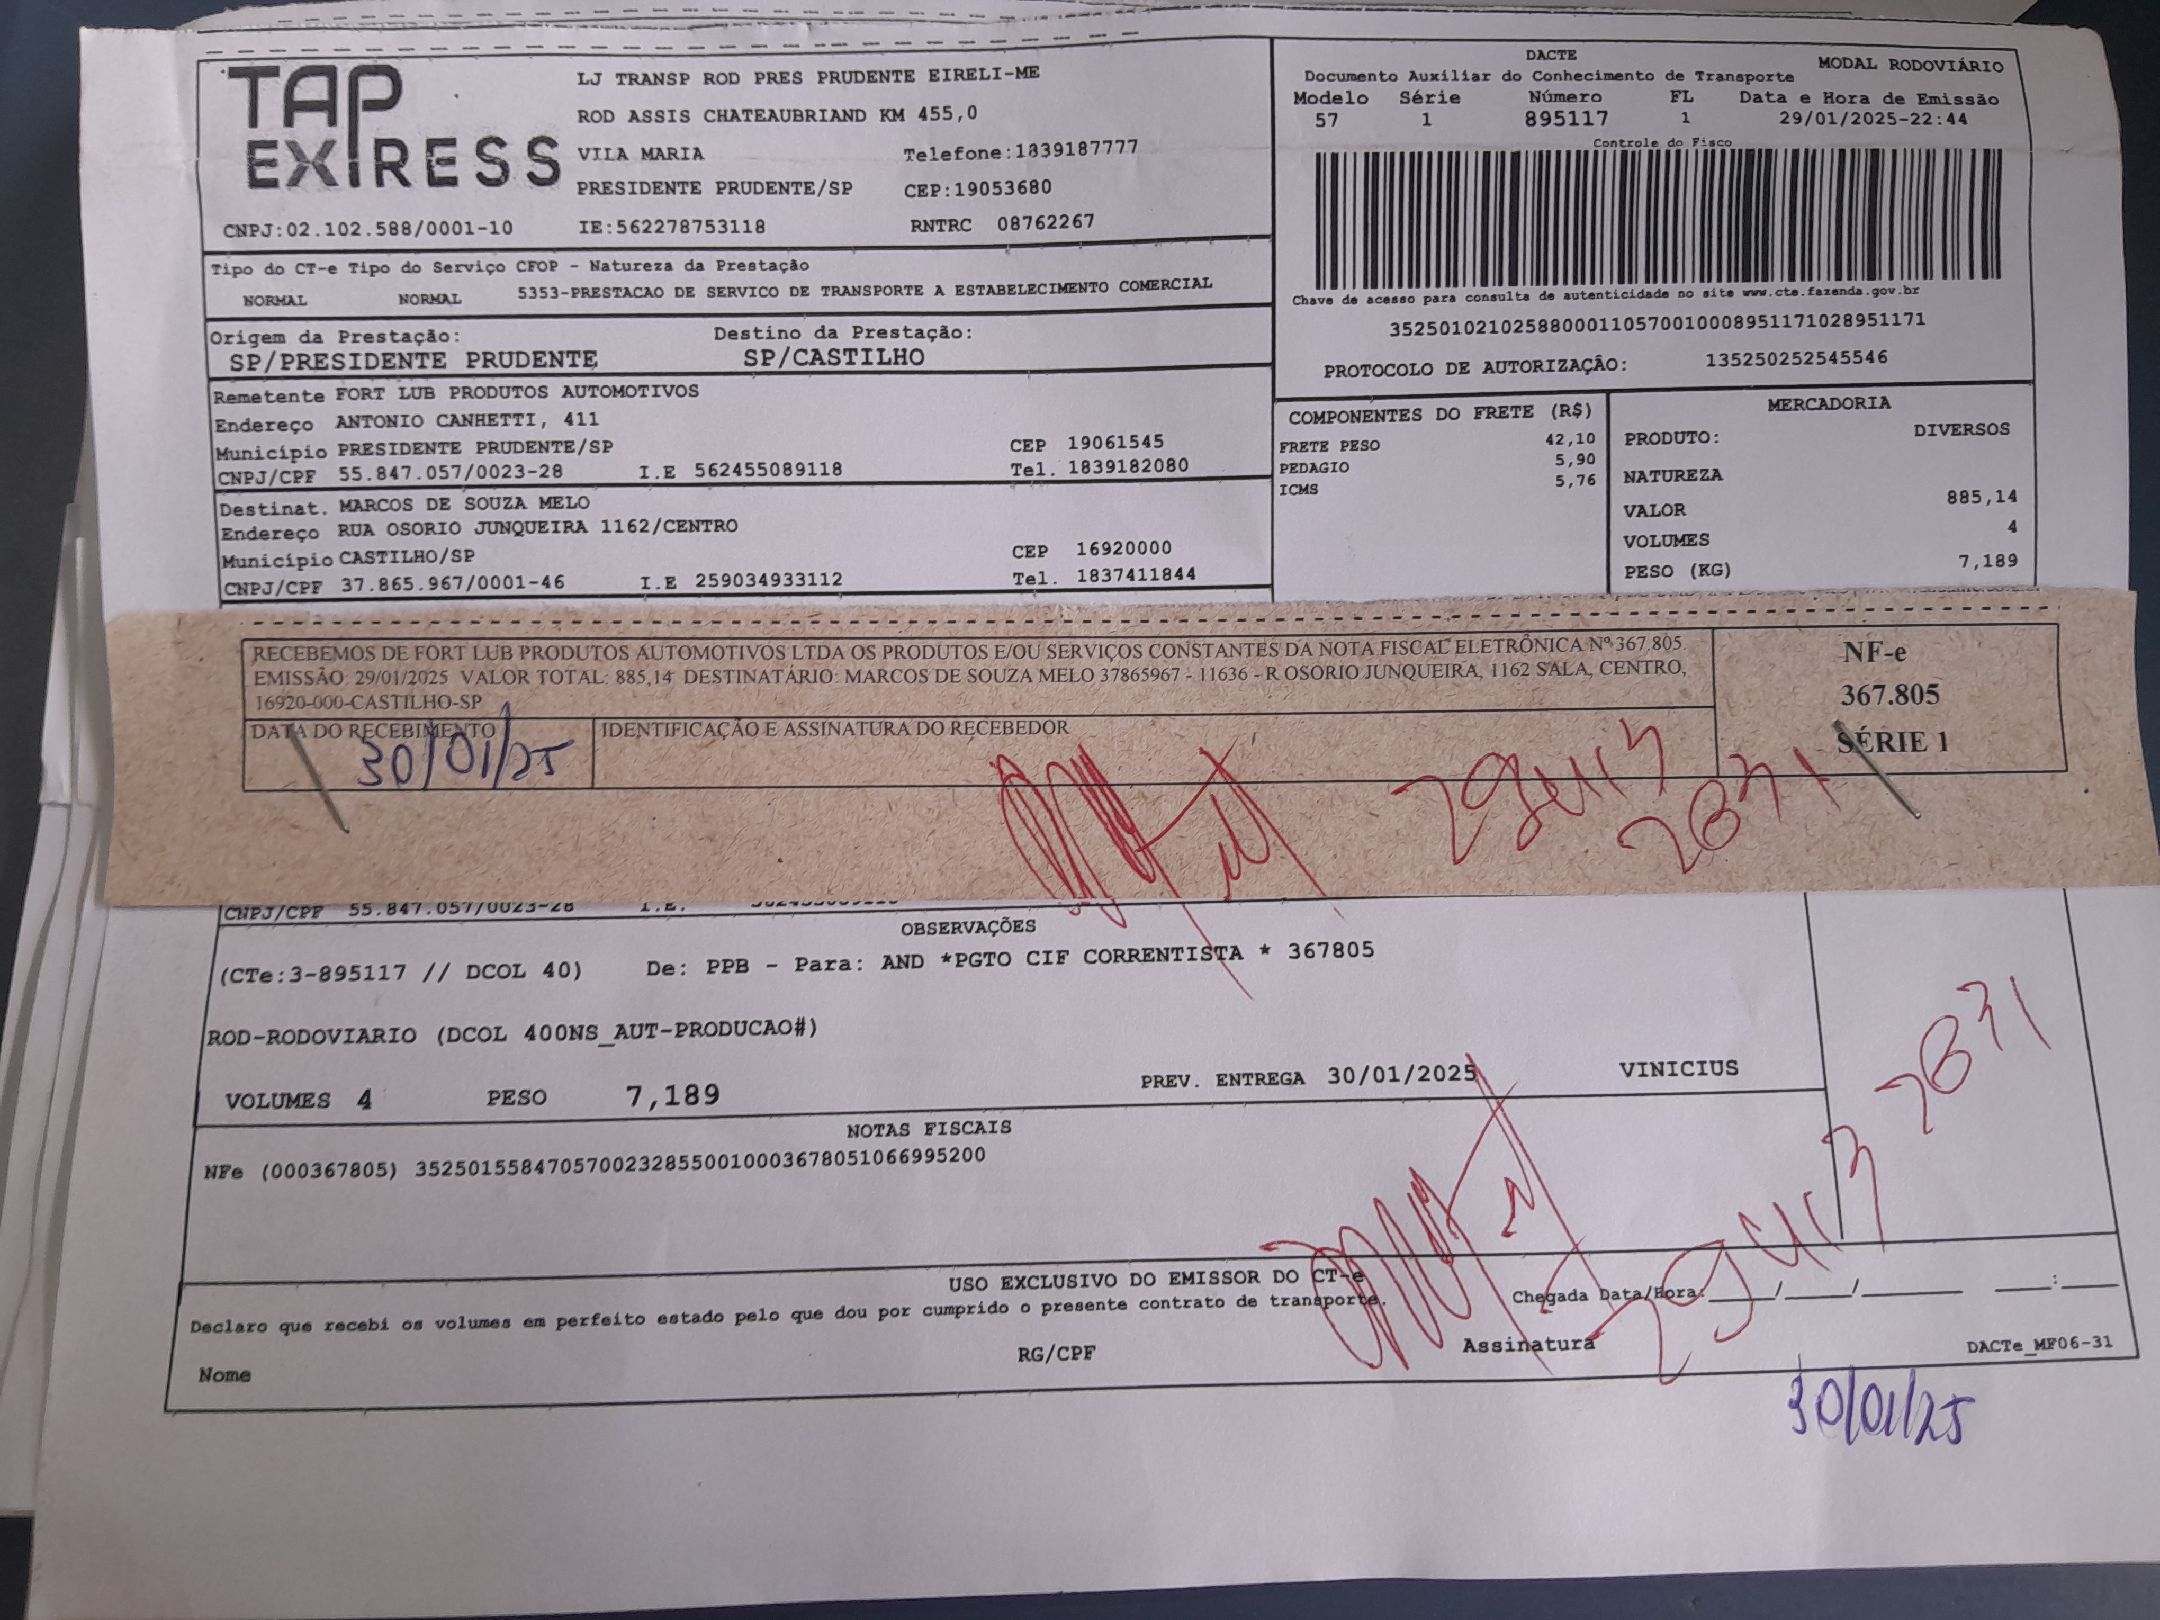 TAP EXPRESS
LJ TRANSP ROD PRES PRUDENTE EIRELI-ME
ROD ASSIS CHATEAUBRIAND KM 455,0
VILA MARIA Telefone:1839187777
PRESIDENTE PRUDENTE/SP CEP:19053680
CNPJ:02.102.588/0001-10 IE:562278753118 RNTRC 08762267
DACTE MODAL RODOVIÁRIO
Documento Auxiliar do Conhecimento de Transporte
Modelo Série Número FL Data e Hora de Emissão
57 1 895117 1 29/01/2025-22:44
Controle do Fisco
Chave de acesso para consulta de autenticidade no site www.cte.fazenda.gov.br
35250102102588000110570010008951171028951171
PROTOCOLO DE AUTORIZAÇÃO: 135250252545546
Tipo do CT-e Tipo do Serviço CFOP - Natureza da Prestação
NORMAL NORMAL 5353-PRESTACAO DE SERVICO DE TRANSPORTE A ESTABELECIMENTO COMERCIAL
Origem da Prestação: Destino da Prestação:
SP/PRESIDENTE PRUDENTE SP/CASTILHO
Remetente FORT LUB PRODUTOS AUTOMOTIVOS
Endereço ANTONIO CANHETTI, 411
Município PRESIDENTE PRUDENTE/SP CEP 19061545
CNPJ/CPF 55.847.057/0023-28 I.E 562455089118 Tel. 1839182080
Destinat. MARCOS DE SOUZA MELO
Endereço RUA OSORIO JUNQUEIRA 1162/CENTRO
Município CASTILHO/SP CEP 16920000
CNPJ/CPF 37.865.967/0001-46 I.E 259034933112 Tel. 1837411844
COMPONENTES DO FRETE (R$)
FRETE PESO 42,10
PEDAGIO 5,90
ICMS 5,76
MERCADORIA
PRODUTO: DIVERSOS
NATUREZA
VALOR 885,14
VOLUMES 4
PESO (KG) 7,189
RECEBEMOS DE FORT LUB PRODUTOS AUTOMOTIVOS LTDA OS PRODUTOS E/OU SERVIÇOS CONSTANTES DA NOTA FISCAL ELETRÔNICA Nº 367.805.
EMISSÃO: 29/01/2025 VALOR TOTAL: 885,14 DESTINATÁRIO: MARCOS DE SOUZA MELO 37865967 - 11636 - R OSORIO JUNQUEIRA, 1162 SALA, CENTRO,
16920-000-CASTILHO-SP
DATA DO RECEBIMENTO IDENTIFICAÇÃO E ASSINATURA DO RECEBEDOR
30/01/25
NF-e
367.805
SÉRIE 1
CNPJ/CPF 55.847.057/0023-28 I.E.
OBSERVAÇÕES
(CTe:3-895117 // DCOL 40) De: PPB - Para: AND *PGTO CIF CORRENTISTA * 367805
ROD-RODOVIARIO (DCOL 400NS_AUT-PRODUCAO#)
VOLUMES 4 PESO 7,189 PREV. ENTREGA 30/01/2025 VINICIUS
NOTAS FISCAIS
NFe (000367805) 35250155847057002328550010003678051066995200
USO EXCLUSIVO DO EMISSOR DO CT-e
Declaro que recebi os volumes em perfeito estado pelo que dou por cumprido o presente contrato de transporte.
Chegada Data/Hora:_____/_____/_______ ____:____
Nome RG/CPF Assinatura
DACTe_MF06-31
30/01/25